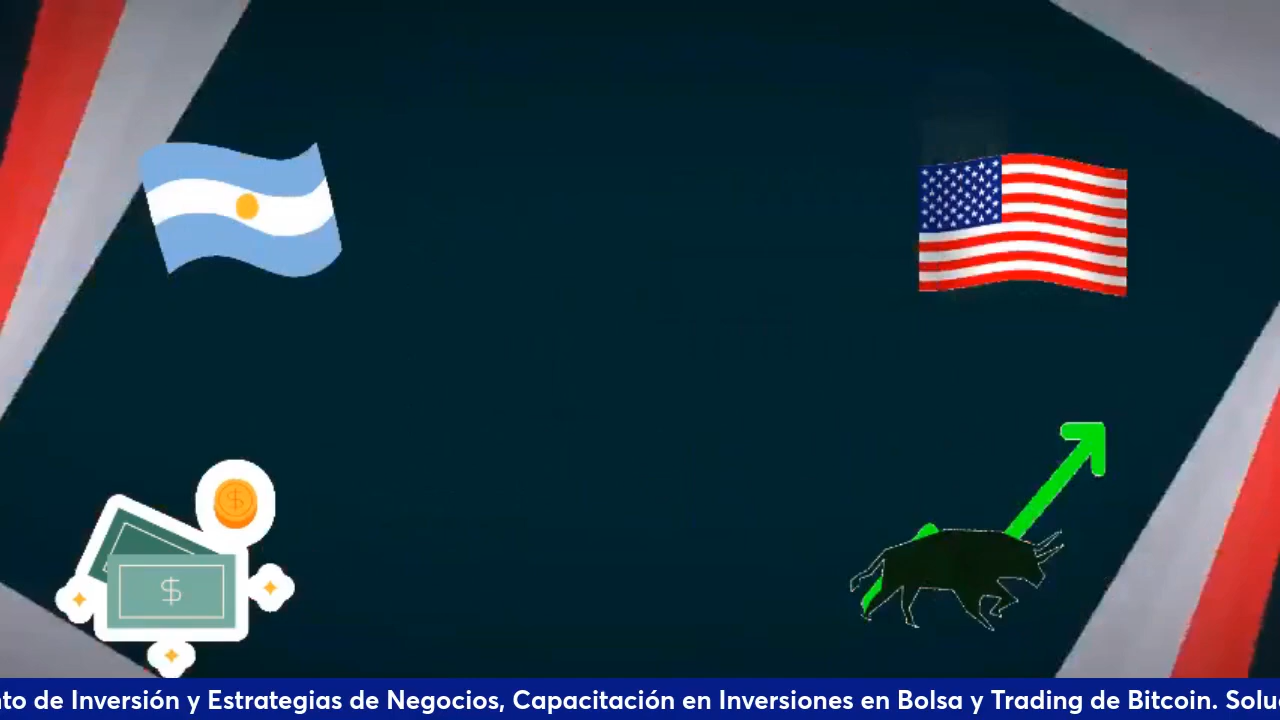 $
$
nto de Inversión y Estrategias de Negocios, Capacitación en Inversiones en Bolsa y Trading de Bitcoin. Solu